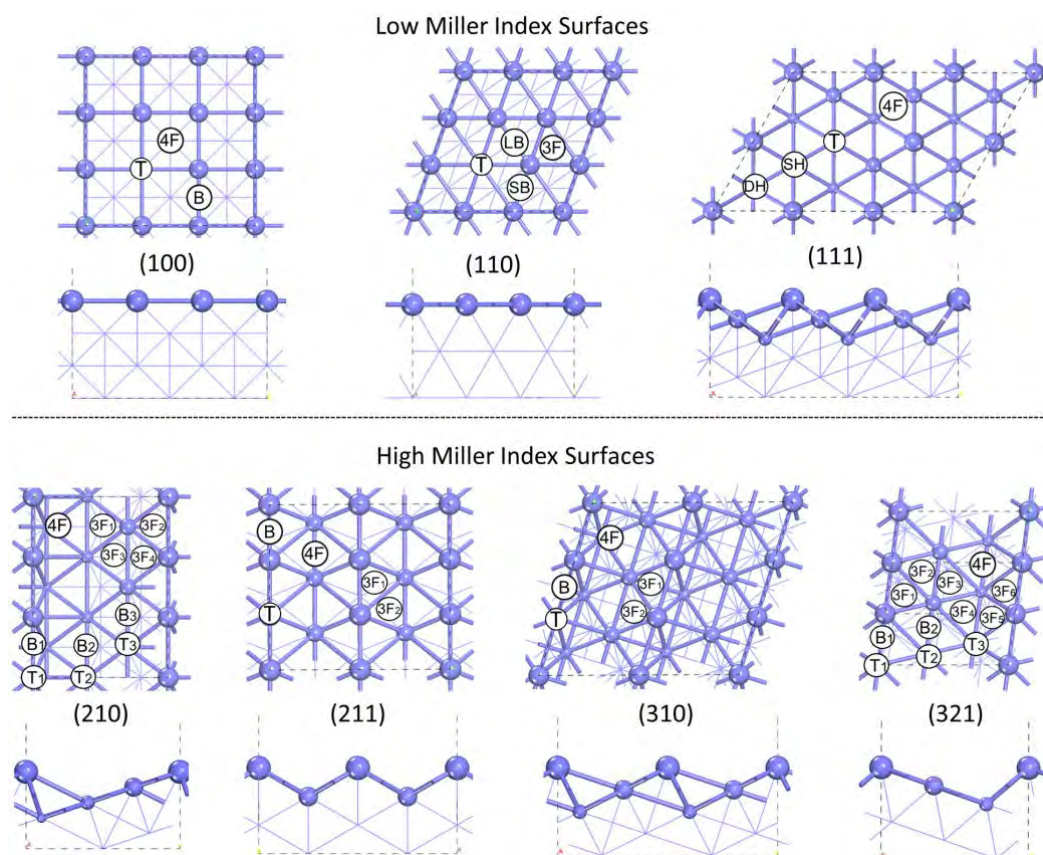 Low Miller Index Surfaces
4F
T
B
LB
3F
T
SB
4F
T
SH
DH
(100)
(110)
(111)
High Miller Index Surfaces
4F
3F1
3F2
3F3
3F4
B3
B1
B2
T3
T1
T2
B
4F
3F1
3F2
T
4F
B
3F1
3F2
T
3F2
4F
3F3
3F1
3F6
3F4
3F5
B1
B2
T3
T1
T2
(210)
(211)
(310)
(321)